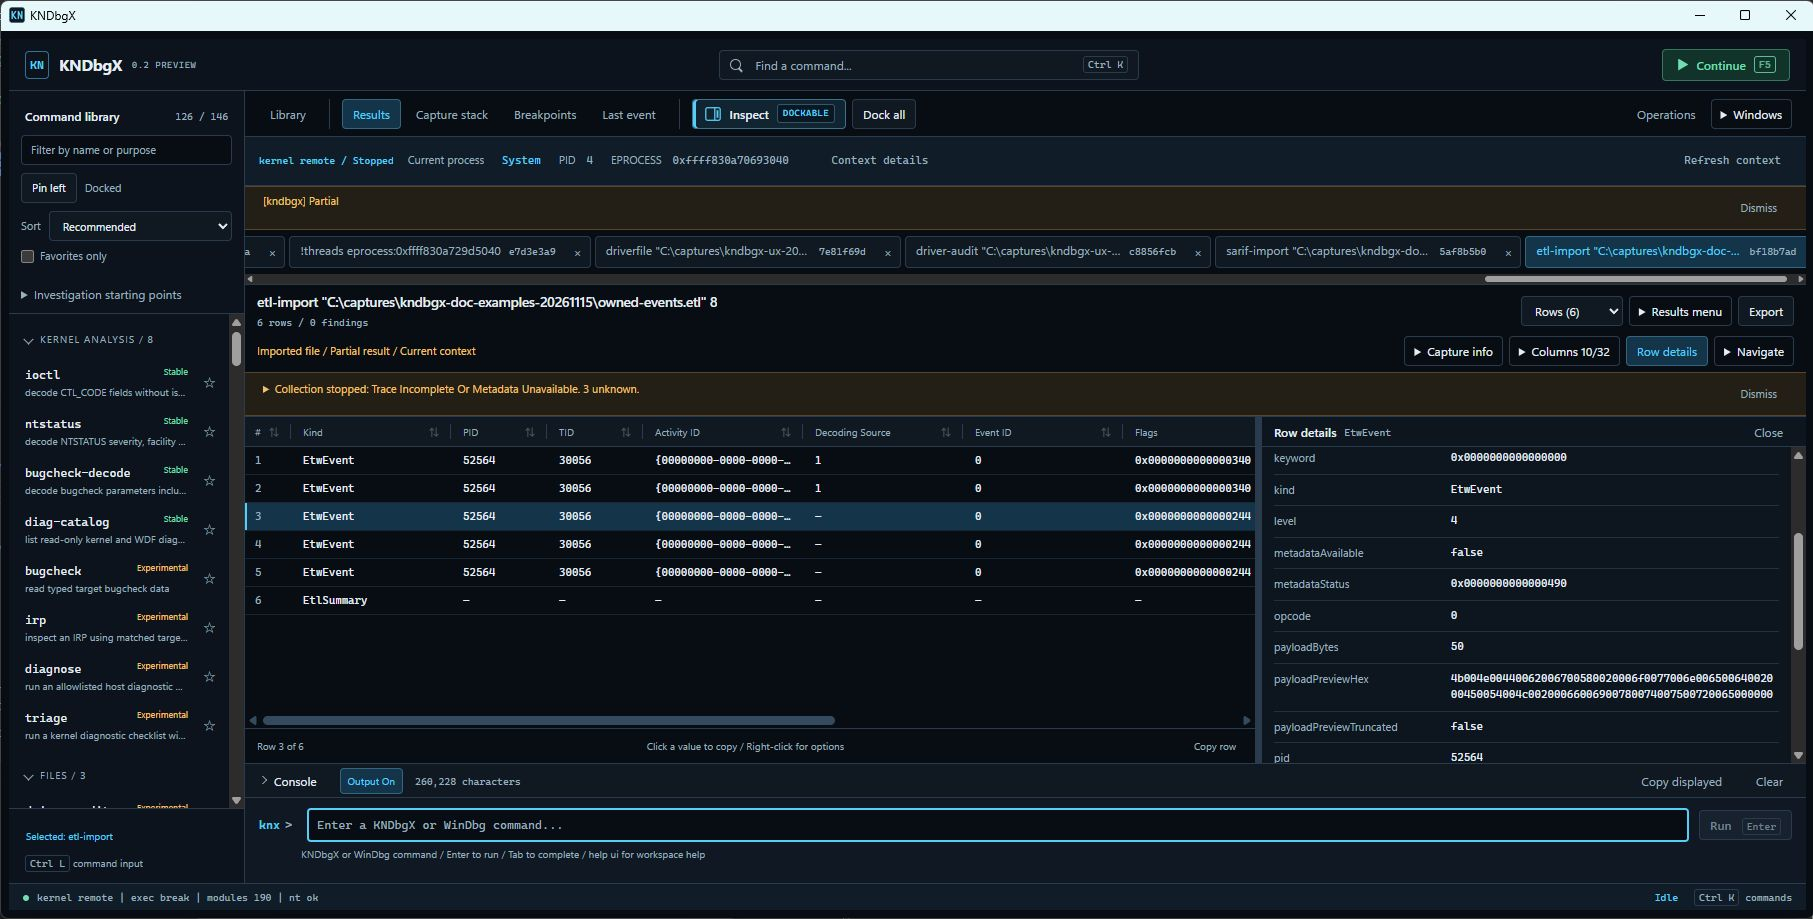 KN KNDbgX
KN KNDbgX 0.2 PREVIEW
Find a command... Ctrl K
Continue F5
Command library 126 / 146
Filter by name or purpose
Pin left Docked
Sort Recommended
Favorites only
Investigation starting points
KERNEL ANALYSIS / 8
ioctl Stable
decode CTL_CODE fields without is...
ntstatus Stable
decode NTSTATUS severity, facility ...
bugcheck-decode Stable
decode bugcheck parameters inclu...
diag-catalog Stable
list read-only kernel and WDF diag...
bugcheck Experimental
read typed target bugcheck data
irp Experimental
inspect an IRP using matched targe...
diagnose Experimental
run an allowlisted host diagnostic ...
triage Experimental
run a kernel diagnostic checklist wi...
FILES / 3
Experimental
Selected: etl-import
Ctrl L command input
Library Results Capture stack Breakpoints Last event Inspect DOCKABLE Dock all Operations Windows
kernel remote / Stopped Current process System PID 4 EPROCESS 0xffff830a70693040 Context details Refresh context
[kndbgx] Partial
Dismiss
a × !threads eprocess:0xffff830a729d5040 e7d3e3a9 × driverfile "C:\captures\kndbgx-ux-20... 7e81f69d × driver-audit "C:\captures\kndbgx-ux-... c8856fcb × sarif-import "C:\captures\kndbgx-do... 5af8b5b0 × etl-import "C:\captures\kndbgx-doc-... bf18b7ad
etl-import "C:\captures\kndbgx-doc-examples-20261115\owned-events.etl" 8
6 rows / 0 findings
Rows (6) Results menu Export
Imported file / Partial result / Current context
Capture info Columns 10/32 Row details Navigate
Collection stopped: Trace Incomplete Or Metadata Unavailable. 3 unknown.
Dismiss
# Kind PID TID Activity ID Decoding Source Event ID Flags
1 EtwEvent 52564 30056 {00000000-0000-0000-… 1 0 0x0000000000000340
2 EtwEvent 52564 30056 {00000000-0000-0000-… 1 0 0x0000000000000340
3 EtwEvent 52564 30056 {00000000-0000-0000-… — 0 0x0000000000000244
4 EtwEvent 52564 30056 {00000000-0000-0000-… — 0 0x0000000000000244
5 EtwEvent 52564 30056 {00000000-0000-0000-… — 0 0x0000000000000244
6 EtlSummary — — — — — —
Row 3 of 6 Click a value to copy / Right-click for options Copy row
Row details EtwEvent Close
keyword 0x0000000000000000
kind EtwEvent
level 4
metadataAvailable false
metadataStatus 0x0000000000000490
opcode 0
payloadBytes 50
payloadPreviewHex 4b004e00440062006700580020006f0077006e006500640020
00450054004c00200066006900780074007500720065000000
payloadPreviewTruncated false
pid 52564
Console Output On 260,228 characters Copy displayed Clear
knx > Enter a KNDbgX or WinDbg command... Run Enter
KNDbgX or WinDbg command / Enter to run / Tab to complete / help ui for workspace help
kernel remote | exec break | modules 190 | nt ok
Idle Ctrl K commands